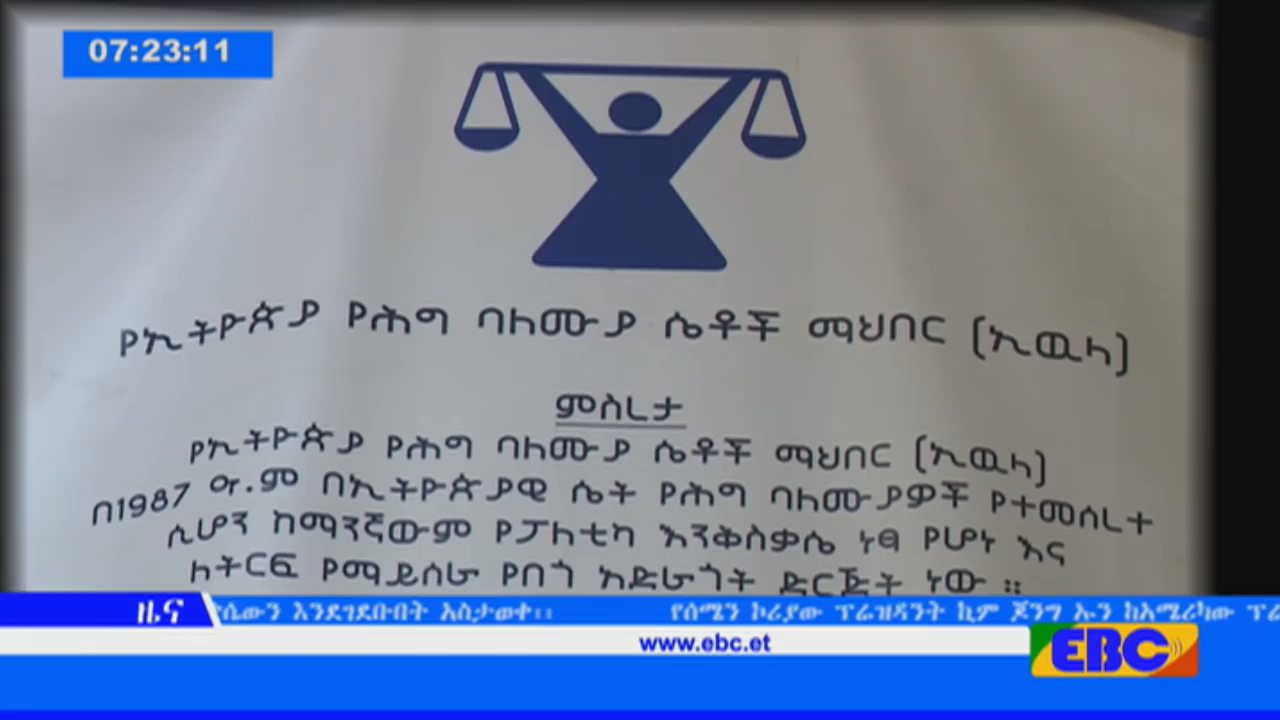 07:23:11
የኢትዮጵያ የሕግ ባለሙያ ሴቶች ማህበር (ኢዉላ)
ምስረታ
የኢትዮጵያ የሕግ ባለሙያ ሴቶች ማህበር (ኢዉላ)
በ1987 ዓ.ም በኢትዮጵያዊ ሴት የሕግ ባለሙያዎች የተመሰረተ
ሲሆን ከማንኛውም የፖለቲካ እንቅስቃሴ ነፃ የሆነ እና
ለትርፍ የማይሰራ የበጎ አድራጎት ድርጅት ነው ።
ዜና
እንደገደቡበት አስታወቀ፡፡ የሰሜን ኮሪያው ፕሬዝዳንት ኪም ጆንግ ኡን ከአሜሪካው
www.ebc.et
EBC